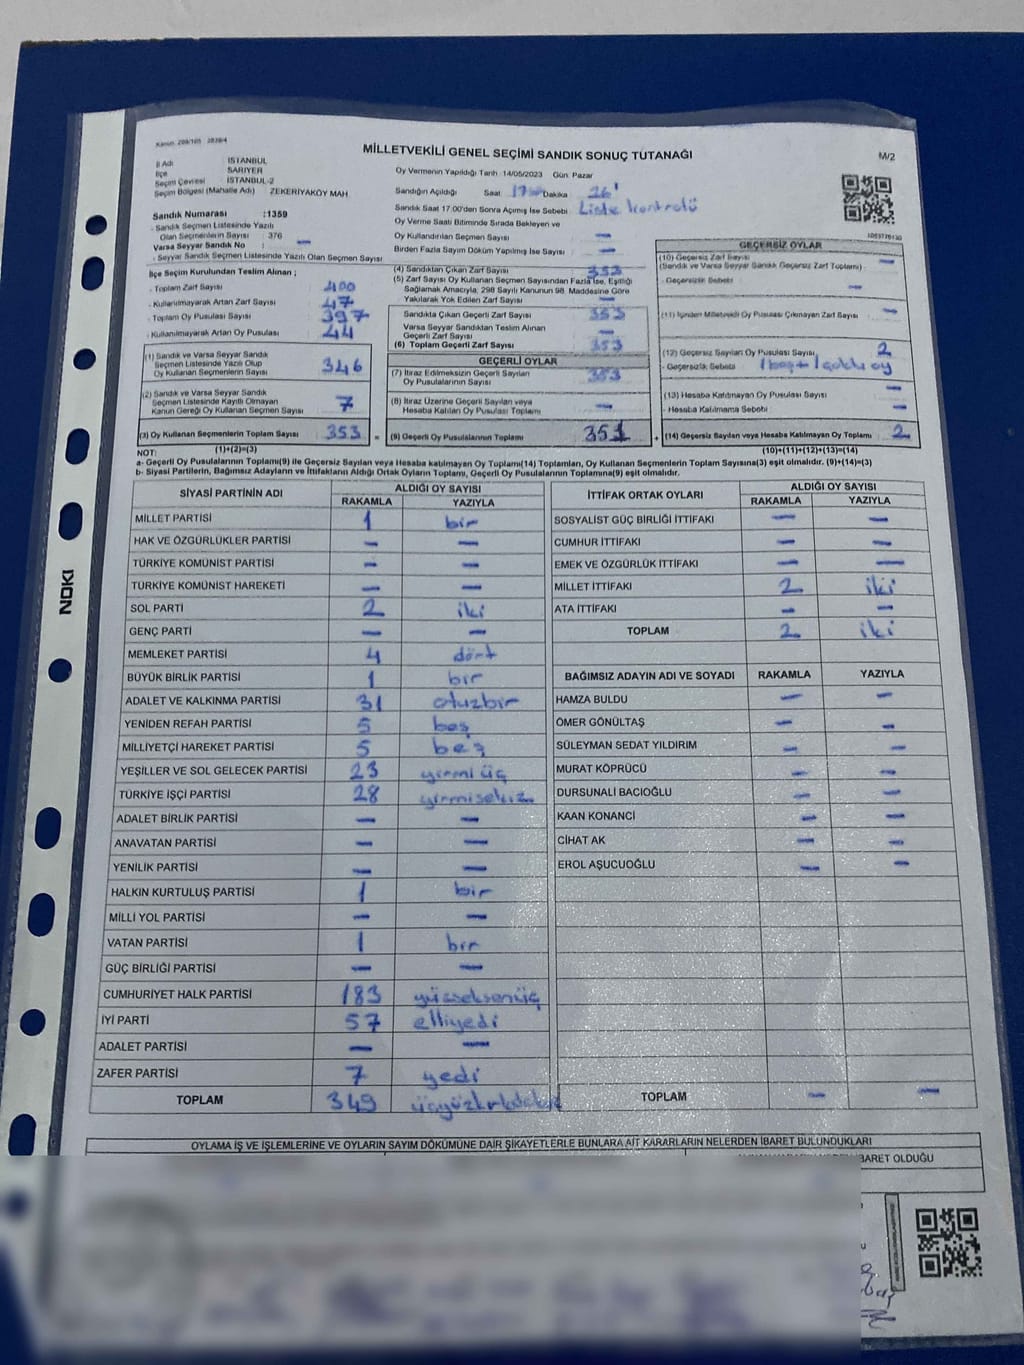 MİLLETVEKİLİ GENEL SEÇİMİ SANDIK SONUÇ TUTANAĞI
M/2
İl Adı İSTANBUL
İlçe SARIYER
Seçim Çevresi İSTANBUL-2
Seçim Bölgesi (Mahalle Adı) ZEKERİYAKÖY MAH.
Sandık Numarası :1359
Sandık Seçmen Listesinde Yazılı
Olan Seçmenlerin Sayısı : 376
Varsa Seyyar Sandık No : —
Seyyar Sandık Seçmen Listesinde Yazılı Olan Seçmen Sayısı
Oy Vermenin Yapıldığı Tarih 14/05/2023 Gün: Pazar
Sandığın Açıldığı Saat 17 Dakika 26'
Sandık Saat 17:00'den Sonra Açımış İse Sebebi Liste kontrolü
Oy Verme Saati Bitiminde Sırada Bekleyen ve
Oy Kullandırılan Seçmen Sayısı —
Birden Fazla Sayım Döküm Yapılmış İse Sayısı —
İlçe Seçim Kurulundan Teslim Alınan ;
Toplam Zarf Sayısı 400
Kullanılmayarak Artan Zarf Sayısı 47
Toplam Oy Pusulası Sayısı 397
Kullanılmayarak Artan Oy Pusulası 44
(1) Sandık ve Varsa Seyyar Sandık
Seçmen Listesinde Yazılı Olup
Oy Kullanan Seçmenlerin Sayısı 346
(2) Sandık ve Varsa Seyyar Sandık
Seçmen Listesinde Kayıtlı Olmayan
Kanun Gereği Oy Kullanan Seçmen Sayısı 7
(3) Oy Kullanan Seçmenlerin Toplam Sayısı 353
(4) Sandıktan Çıkan Zarf Sayısı 353
(5) Zarf Sayısı Oy Kullanan Seçmen Sayısından Fazla İse, Eşitliği
Sağlamak Amacıyla; 298 Sayılı Kanunun 98. Maddesine Göre
Yakılarak Yok Edilen Zarf Sayısı —
Sandıkta Çıkan Geçerli Zarf Sayısı 353
Varsa Seyyar Sandıktan Teslim Alınan
Geçerli Zarf Sayısı —
(6) Toplam Geçerli Zarf Sayısı 353
GEÇERLİ OYLAR
(7) İtiraz Edilmeksizin Geçerli Sayılan
Oy Pusulalarının Sayısı 353
(8) İtiraz Üzerine Geçerli Sayılan veya
Hesaba Katılan Oy Pusulası Toplamı —
= (9) Geçerli Oy Pusulalarının Toplamı 351
GEÇERSİZ OYLAR
(10) Geçersiz Zarf Sayısı
(Sandık ve Varsa Seyyar Sandık Geçersiz Zarf Toplamı) —
Geçersizlik Sebebi —
(11) İçinden Milletvekili Oy Pusulası Çıkmayan Zarf Sayısı —
(12) Geçersiz Sayılan Oy Pusulası Sayısı 2
Geçersizlik Sebebi 1 boş + 1 oy
(13) Hesaba Katılmayan Oy Pusulası Sayısı —
Hesaba Katılmama Sebebi —
+ (14) Geçersiz Sayılan veya Hesaba Katılmayan Oy Toplamı 2
NOT: (1)+(2)=(3) (10)+(11)+(12)+(13)=(14)
a- Geçerli Oy Pusulasının Toplamı(9) ile Geçersiz Sayılan veya Hesaba katılmayan Oy Toplamı(14) Toplamları, Oy Kullanan Seçmenlerin Toplam Sayısına(3) eşit olmalıdır. (9)+(14)=(3)
b- Siyasi Partilerin, Bağımsız Adayların ve İttifakların Aldığı Ortak Oyların Toplamı, Geçerli Oy Pusulalarının Toplamına(9) eşit olmalıdır.
SİYASİ PARTİNİN ADI ALDIĞI OY SAYISI
RAKAMLA YAZIYLA
MİLLET PARTİSİ 1 bir
HAK VE ÖZGÜRLÜKLER PARTİSİ — —
TÜRKİYE KOMÜNİST PARTİSİ — —
TÜRKİYE KOMÜNİST HAREKETİ — —
SOL PARTİ 2 iki
GENÇ PARTİ — —
MEMLEKET PARTİSİ 4 dört
BÜYÜK BİRLİK PARTİSİ 1 bir
ADALET VE KALKINMA PARTİSİ 31 otuzbir
YENİDEN REFAH PARTİSİ 5 beş
MİLLİYETÇİ HAREKET PARTİSİ 5 beş
YEŞİLLER VE SOL GELECEK PARTİSİ 23 yirmi üç
TÜRKİYE İŞÇİ PARTİSİ 28 yirmisekiz
ADALET BİRLİK PARTİSİ — —
ANAVATAN PARTİSİ — —
YENİLİK PARTİSİ — —
HALKIN KURTULUŞ PARTİSİ 1 bir
MİLLİ YOL PARTİSİ — —
VATAN PARTİSİ 1 bir
GÜÇ BİRLİĞİ PARTİSİ — —
CUMHURİYET HALK PARTİSİ 183 yüzseksenüç
İYİ PARTİ 57 elliyedi
ADALET PARTİSİ — —
ZAFER PARTİSİ 7 yedi
TOPLAM 349
İTTİFAK ORTAK OYLARI ALDIĞI OY SAYISI
RAKAMLA YAZIYLA
SOSYALİST GÜÇ BİRLİĞİ İTTİFAKI — —
CUMHUR İTTİFAKI — —
EMEK VE ÖZGÜRLÜK İTTİFAKI — —
MİLLET İTTİFAKI 2 iki
ATA İTTİFAKI — —
TOPLAM 2 iki
BAĞIMSIZ ADAYIN ADI VE SOYADI RAKAMLA YAZIYLA
HAMZA BULDU — —
ÖMER GÖNÜLTAŞ — —
SÜLEYMAN SEDAT YILDIRIM — —
MURAT KÖPRÜCÜ — —
DURSUNALİ BACIOĞLU — —
KAAN KONANCİ — —
CİHAT AK — —
EROL AŞUCUOĞLU — —
TOPLAM — —
OYLAMA İŞ VE İŞLEMLERİNE VE OYLARIN SAYIM DÖKÜMÜNE DAİR ŞİKAYETLERLE BUNLARA AİT KARARLARIN NELERDEN İBARET BULUNDUKLARI
BARET OLDUĞU
NOKI